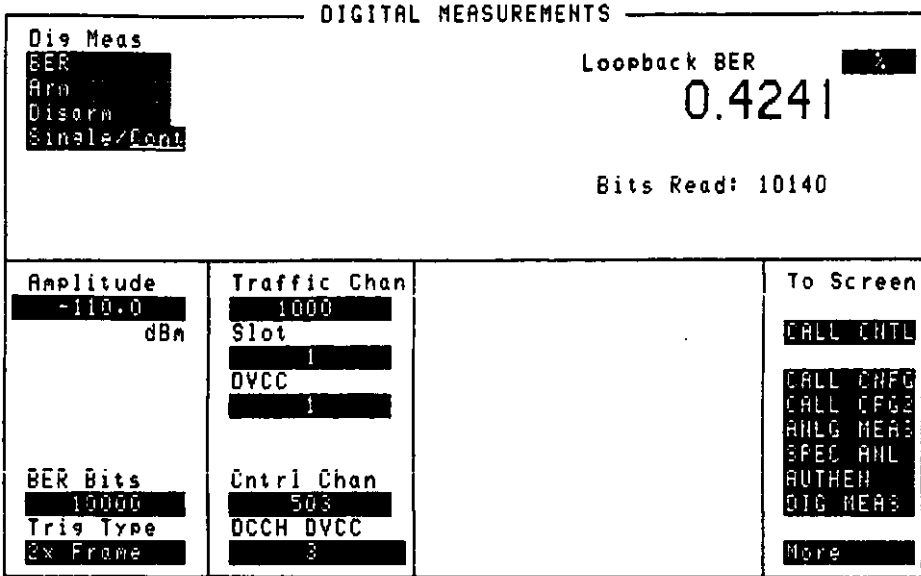 DIGITAL MEASUREMENTS
Dig Meas
BER
Arm
Disarm
Single/Cont
Loopback BER
%
0.4241
Bits Read: 10140
Amplitude
-110.0
dBm
BER Bits
10000
Trig Type
2x Frame
Traffic Chan
1000
Slot
1
DVCC
1
Cntrl Chan
503
DCCH DVCC
3
To Screen
CALL CNTL
CALL CNFG
CALL CFG2
ANLG MEAS
SPEC ANL
AUTHEN
DIG MEAS
More